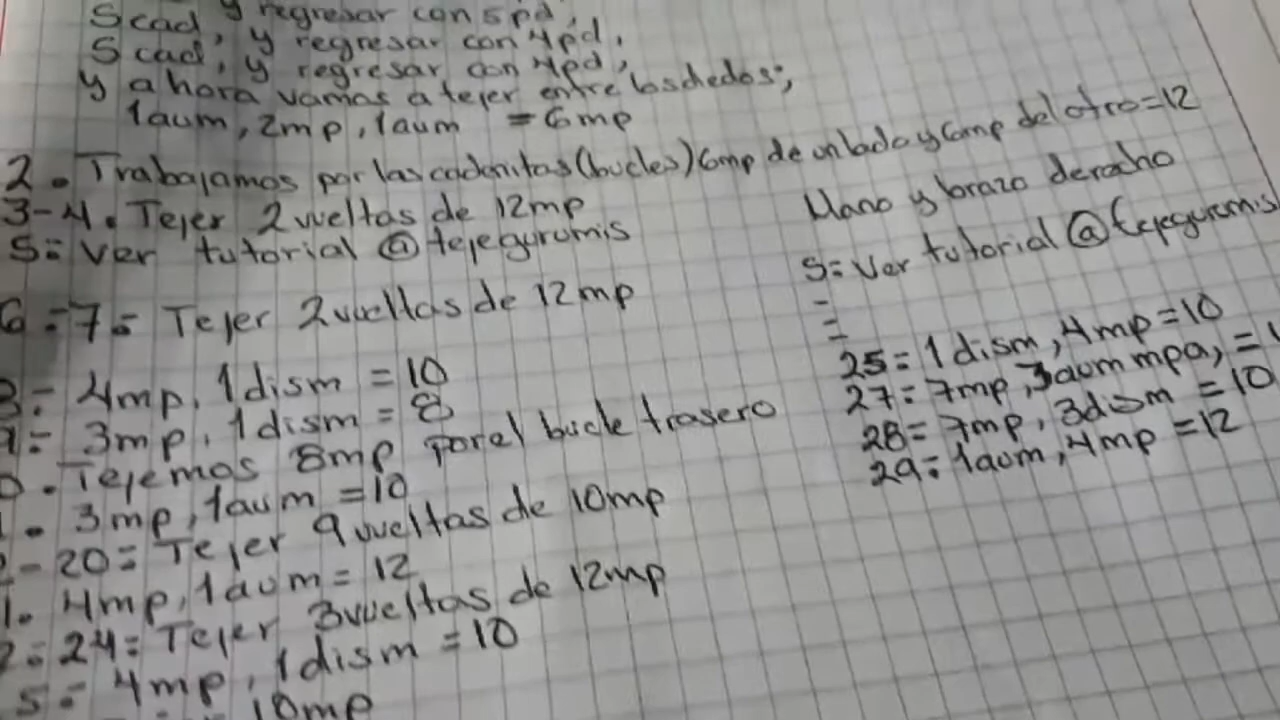 5 cad, y regresar con 5pd,
5 cad, y regresar con 4pd,
y regresar con 4pd,
y ahora vamos a tejer entre los dedos;
1aum, 2mp, 1aum = 6mp
2. Trabajamos por las cadenitas (bucles) 6mp de un lado y 6mp del otro = 12
3-4. Tejer 2 vueltas de 12mp
5= Ver tutorial @ tejegurumis
6=7= Tejer 2 vueltas de 12mp
4mp, 1dism = 10
3mp, 1dism = 8
Tejemos 8mp por el bucle trasero
3mp, 1aum = 10
-20= Tejer 9 vueltas de 10mp
4mp, 1aum = 12
=24= Tejer 3 vueltas de 12mp
5= 4mp, 1dism = 10
10mp
Mano y brazo derecho
5= Ver tutorial @ tejegurumis
-
=
25= 1dism, 4mp = 10
27= 7mp, 3aum mpa, =
28= 7mp, 3dism = 10
29= 1aum, 4mp = 12